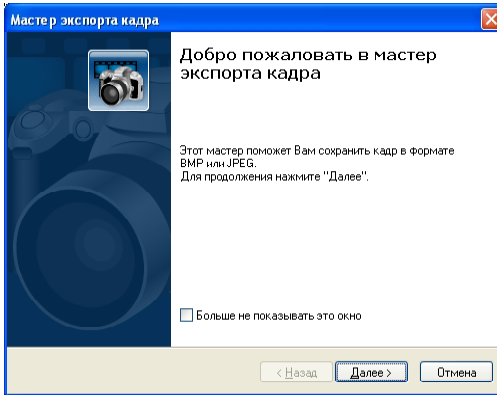 Мастер экспорта кадра
Добро пожаловать в мастер
экспорта кадра
Этот мастер поможет Вам сохранить кадр в формате
BMP или JPEG.
Для продолжения нажмите "Далее".
Больше не показывать это окно
< Назад Далее > Отмена